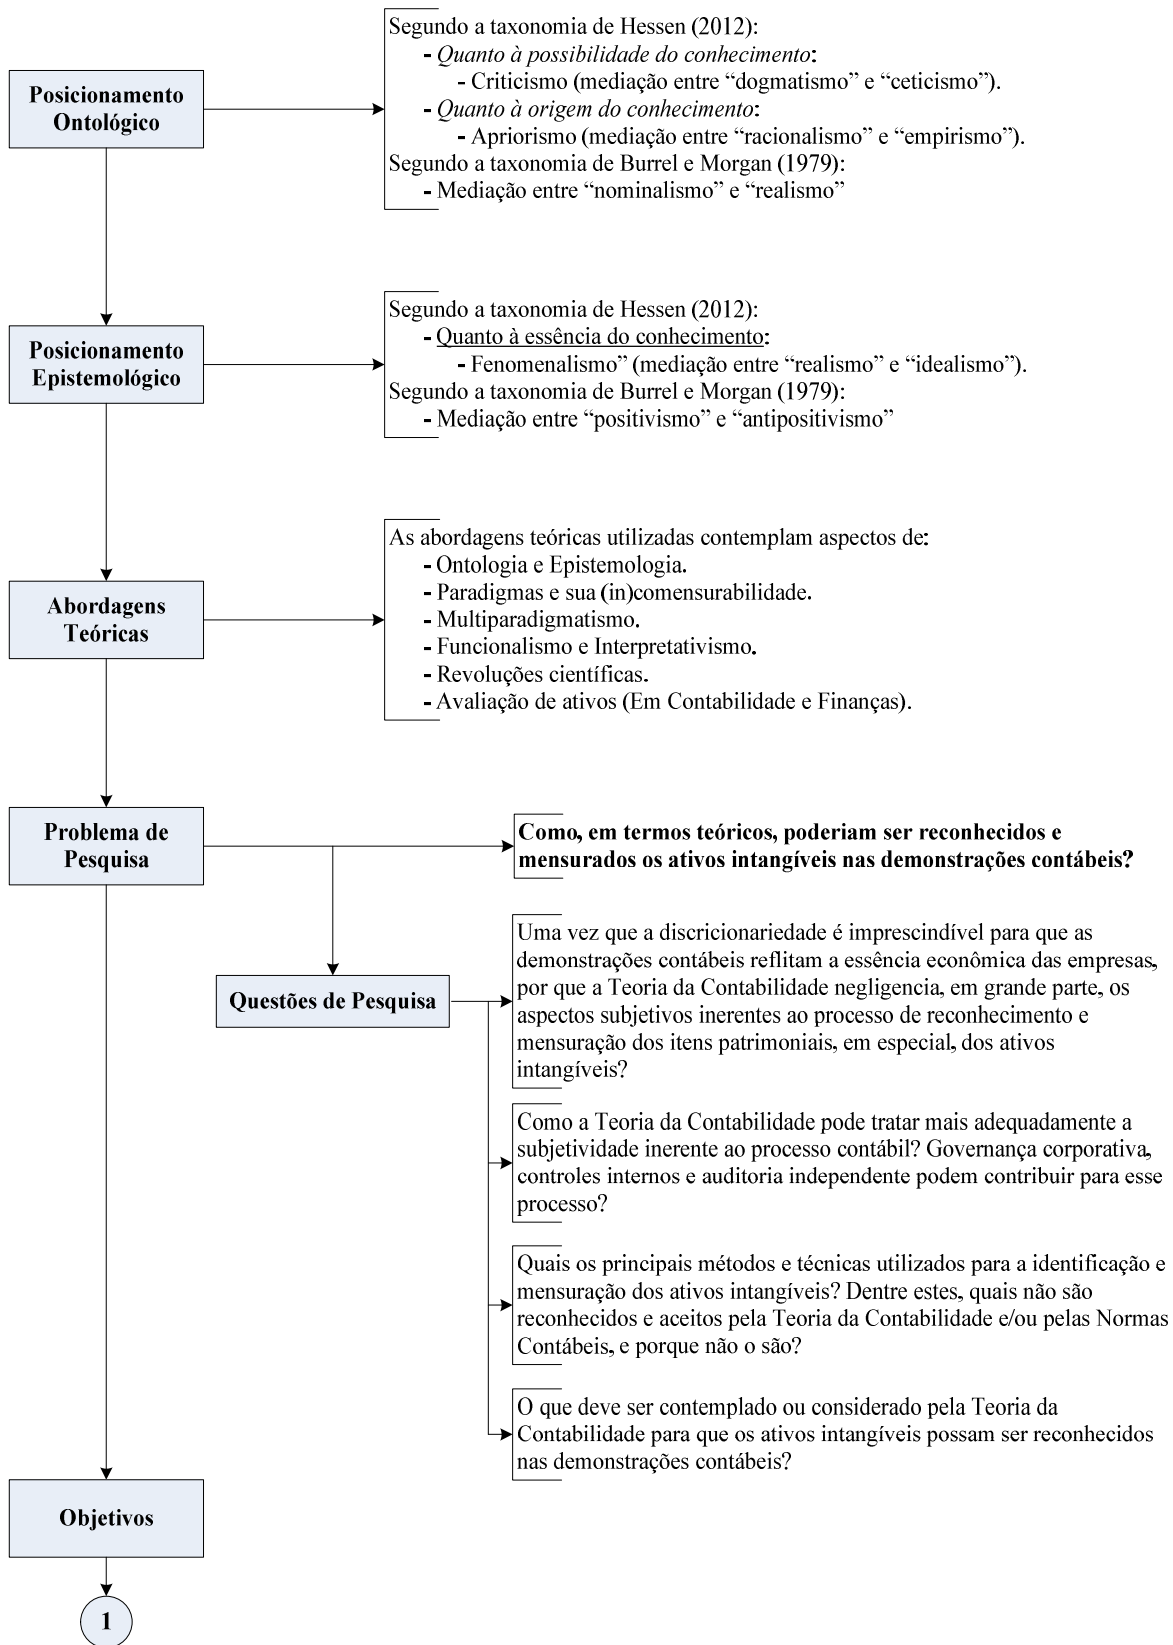 Posicionamento
Ontológico
Segundo a taxonomia de Hessen (2012):
- Quanto à possibilidade do conhecimento:
- Criticismo (mediação entre “dogmatismo” e “ceticismo”).
- Quanto à origem do conhecimento:
- Apriorismo (mediação entre “racionalismo” e “empirismo”).
Segundo a taxonomia de Burrel e Morgan (1979):
- Mediação entre “nominalismo” e “realismo”
Posicionamento
Epistemológico
Segundo a taxonomia de Hessen (2012):
- Quanto à essência do conhecimento:
- Fenomenalismo” (mediação entre “realismo” e “idealismo”).
Segundo a taxonomia de Burrel e Morgan (1979):
- Mediação entre “positivismo” e “antipositivismo”
Abordagens
Teóricas
As abordagens teóricas utilizadas contemplam aspectos de:
- Ontologia e Epistemologia.
- Paradigmas e sua (in)comensurabilidade.
- Multiparadigmatismo.
- Funcionalismo e Interpretativismo.
- Revoluções científicas.
- Avaliação de ativos (Em Contabilidade e Finanças).
Problema de
Pesquisa
Como, em termos teóricos, poderiam ser reconhecidos e
mensurados os ativos intangíveis nas demonstrações contábeis?
Questões de Pesquisa
Uma vez que a discricionariedade é imprescindível para que as
demonstrações contábeis reflitam a essência econômica das empresas,
por que a Teoria da Contabilidade negligencia, em grande parte, os
aspectos subjetivos inerentes ao processo de reconhecimento e
mensuração dos itens patrimoniais, em especial, dos ativos
intangíveis?
Como a Teoria da Contabilidade pode tratar mais adequadamente a
subjetividade inerente ao processo contábil? Governança corporativa,
controles internos e auditoria independente podem contribuir para esse
processo?
Quais os principais métodos e técnicas utilizados para a identificação e
mensuração dos ativos intangíveis? Dentre estes, quais não são
reconhecidos e aceitos pela Teoria da Contabilidade e/ou pelas Normas
Contábeis, e porque não o são?
O que deve ser contemplado ou considerado pela Teoria da
Contabilidade para que os ativos intangíveis possam ser reconhecidos
nas demonstrações contábeis?
Objetivos
1